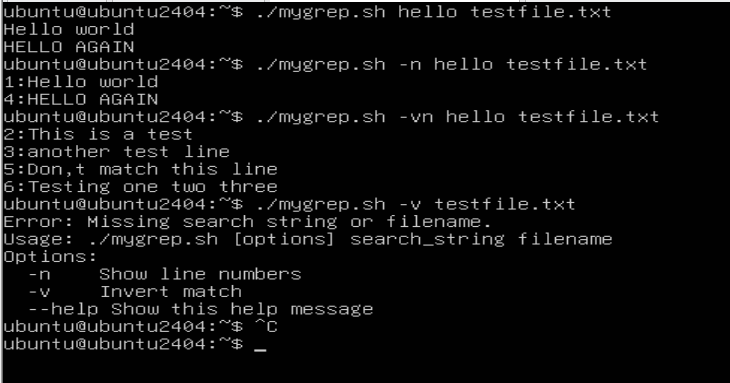 ubuntu@ubuntu2404:~$ ./mygrep.sh hello testfile.txt
Hello world
HELLO AGAIN
ubuntu@ubuntu2404:~$ ./mygrep.sh -n hello testfile.txt
1:Hello world
4:HELLO AGAIN
ubuntu@ubuntu2404:~$ ./mygrep.sh -vn hello testfile.txt
2:This is a test
3:another test line
5:Don,t match this line
6:Testing one two three
ubuntu@ubuntu2404:~$ ./mygrep.sh -v testfile.txt
Error: Missing search string or filename.
Usage: ./mygrep.sh [options] search_string filename
Options:
  -n     Show line numbers
  -v     Invert match
  --help Show this help message
ubuntu@ubuntu2404:~$ ^C
ubuntu@ubuntu2404:~$ _